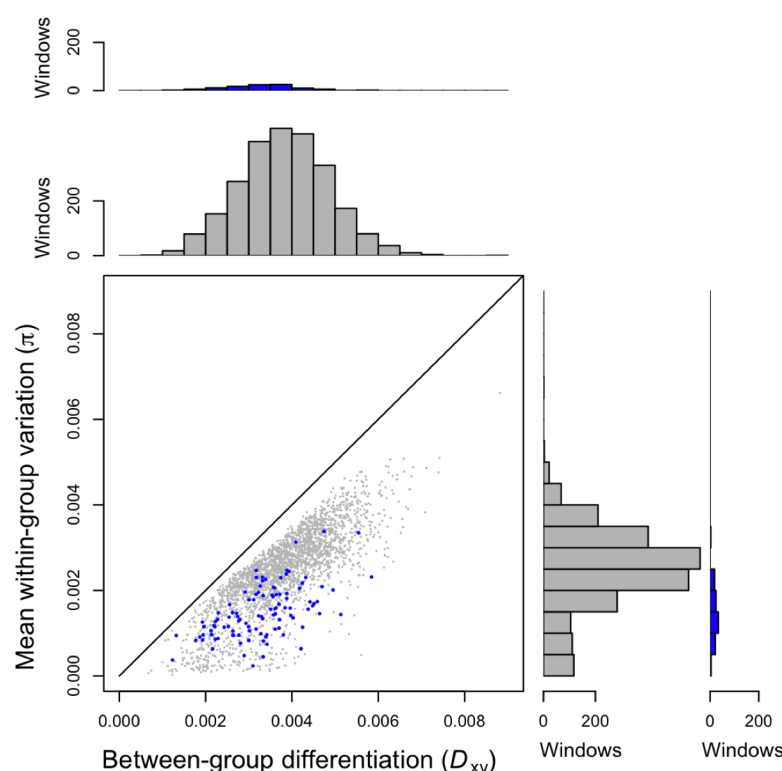 Windows
200
0
Windows
200
0
Mean within-group variation (π)
0.008
0.006
0.004
0.002
0.000
0.000 0.002 0.004 0.006 0.008
Between-group differentiation (Dxy)
0 200
Windows
0 200
Windows